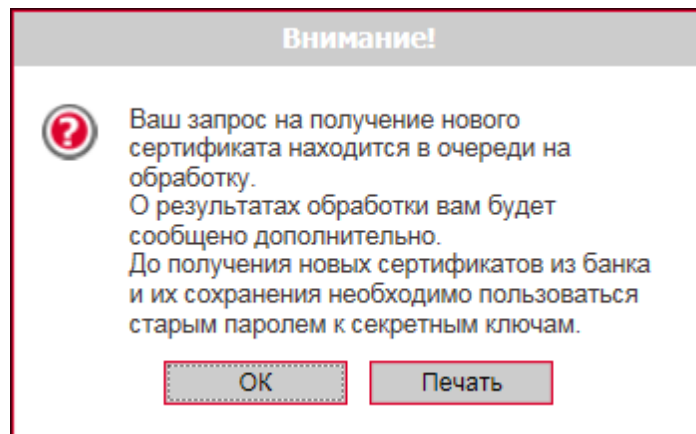 Внимание!
Ваш запрос на получение нового
сертификата находится в очереди на
обработку.
О результатах обработки вам будет
сообщено дополнительно.
До получения новых сертификатов из банка
и их сохранения необходимо пользоваться
старым паролем к секретным ключам.
ОК
Печать